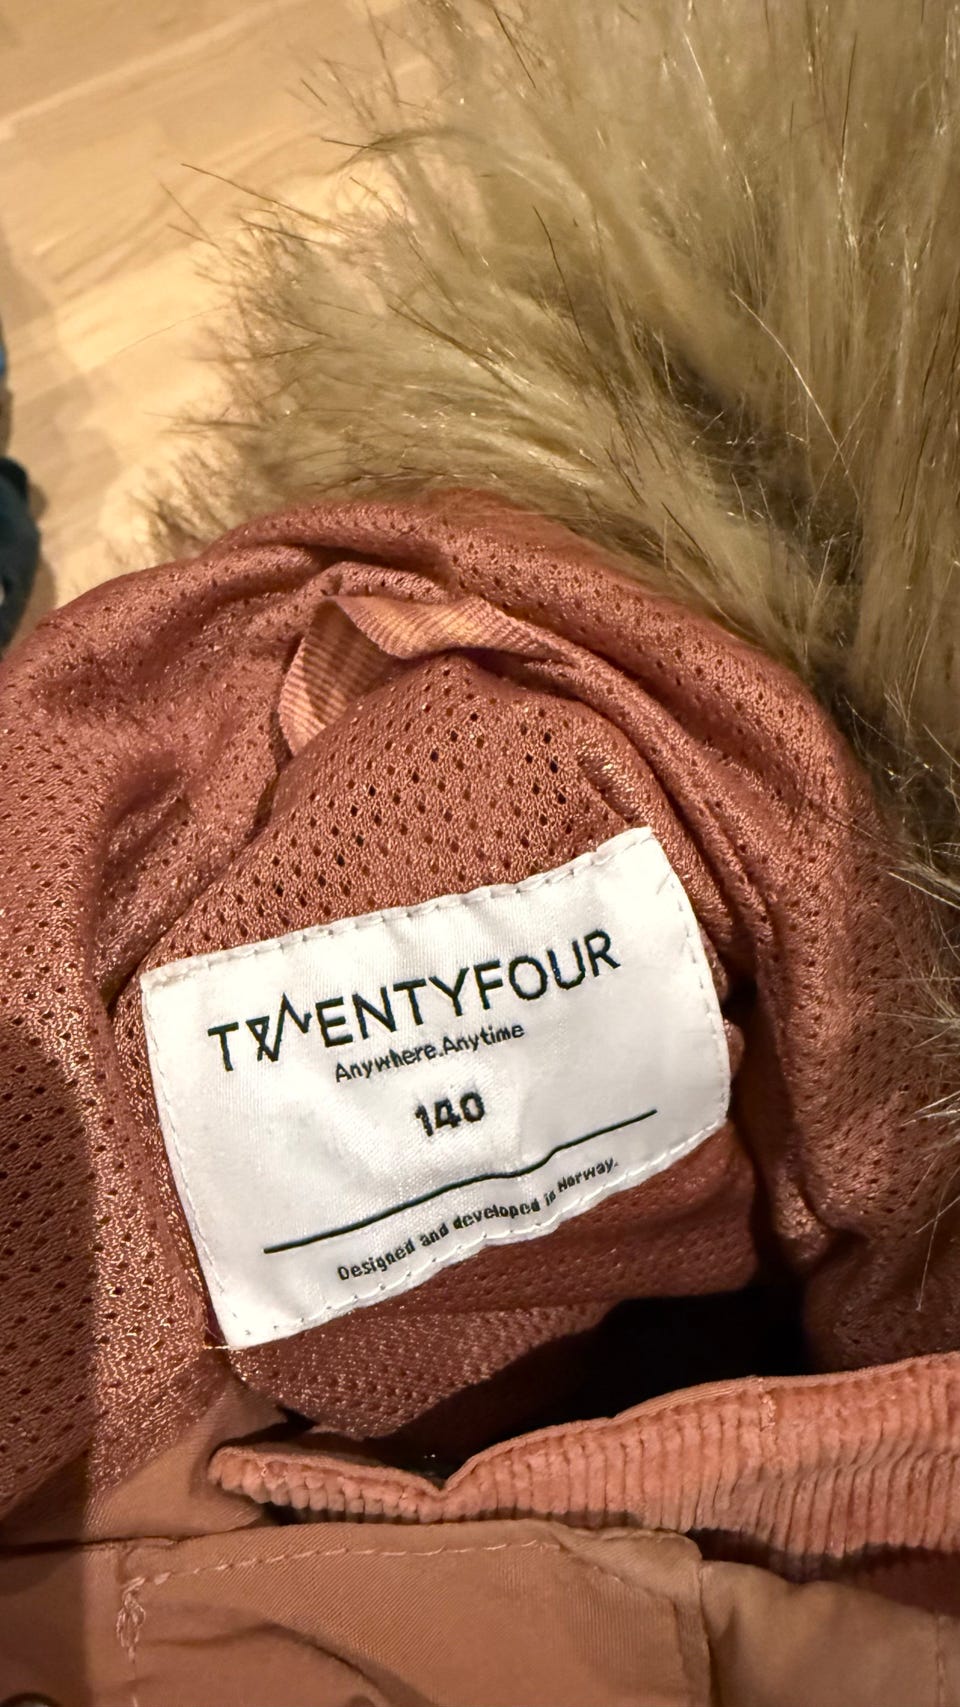 TWENTYFOUR
Anywhere.Anytime
140
Designed and developed in Norway.